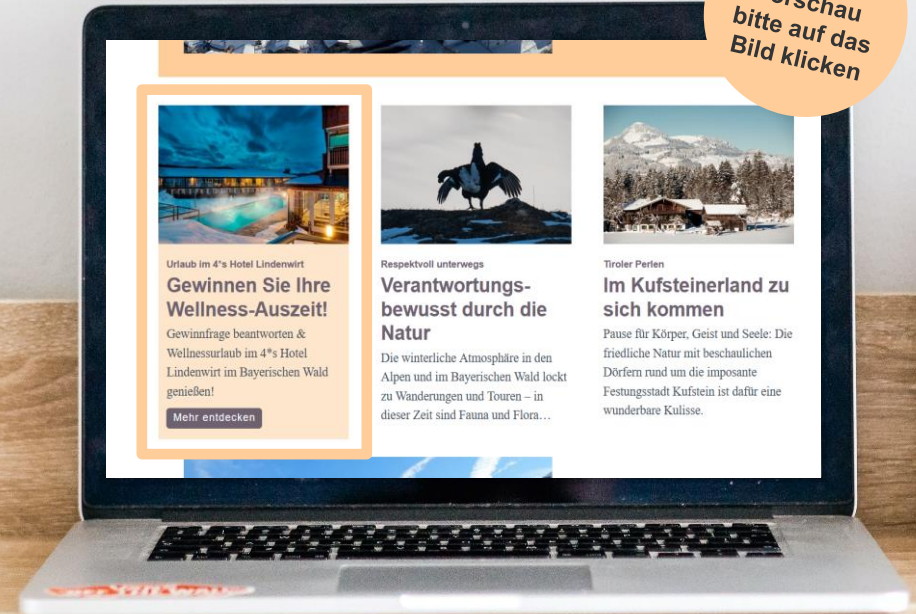 bitte auf das
Bild klicken
Urlaub im 4*s Hotel Lindenwirt
Gewinnen Sie Ihre
Wellness-Auszeit!
Gewinnfrage beantworten &
Wellnessurlaub im 4*s Hotel
Lindenwirt im Bayerischen Wald
genießen!
Mehr entdecken
Respektvoll unterwegs
Verantwortungs-
bewusst durch die
Natur
Die winterliche Atmosphäre in den
Alpen und im Bayerischen Wald lockt
zu Wanderungen und Touren – in
dieser Zeit sind Fauna und Flora…
Tiroler Perlen
Im Kufsteinerland zu
sich kommen
Pause für Körper, Geist und Seele: Die
friedliche Natur mit beschaulichen
Dörfern rund um die imposante
Festungsstadt Kufstein ist dafür eine
wunderbare Kulisse.